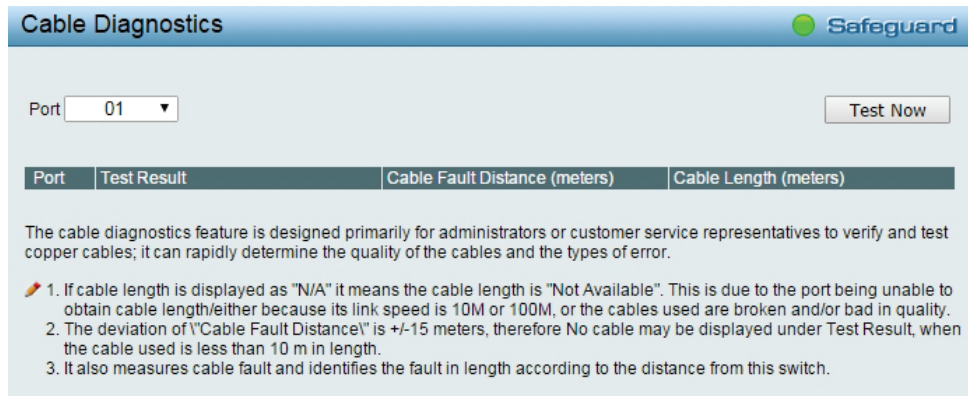 Cable Diagnostics
Safeguard
Port 01
Test Now
Port Test Result Cable Fault Distance (meters) Cable Length (meters)
The cable diagnostics feature is designed primarily for administrators or customer service representatives to verify and test
copper cables; it can rapidly determine the quality of the cables and the types of error.
1. If cable length is displayed as "N/A" it means the cable length is "Not Available". This is due to the port being unable to
obtain cable length/either because its link speed is 10M or 100M, or the cables used are broken and/or bad in quality.
2. The deviation of \"Cable Fault Distance\" is +/-15 meters, therefore No cable may be displayed under Test Result, when
the cable used is less than 10 m in length.
3. It also measures cable fault and identifies the fault in length according to the distance from this switch.